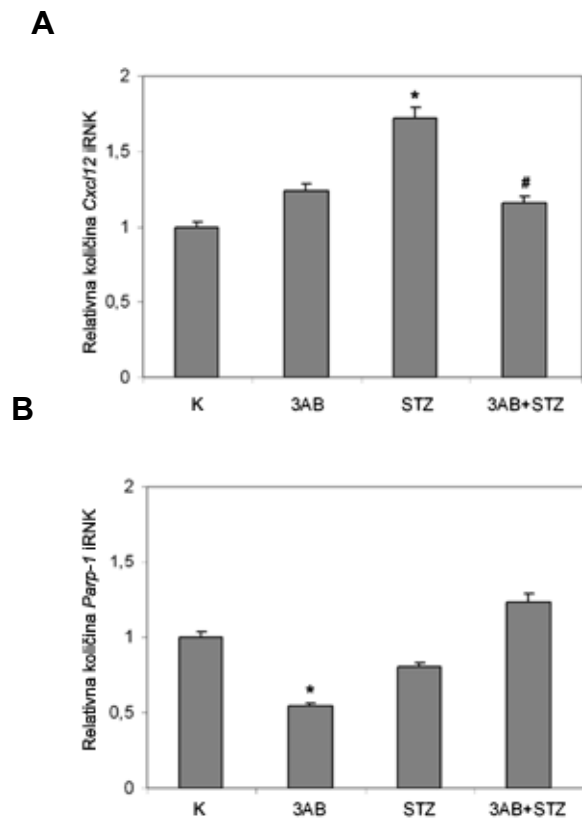 A
Relativna količina Cxcl12 iRNK
2
1,5
1
0,5
0
*
#
K 3AB STZ 3AB+STZ
B
Relativna količina Parp-1 iRNK
2
1,5
1
0,5
0
*
K 3AB STZ 3AB+STZ